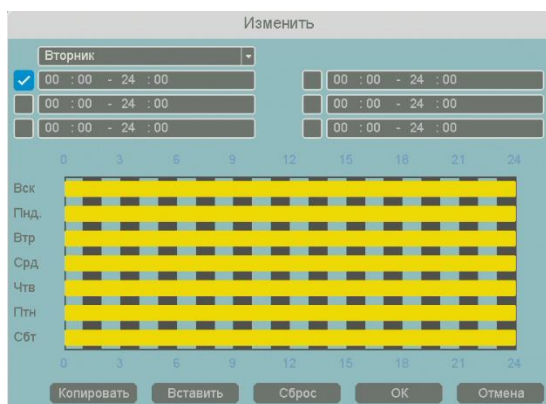 Изменить
Вторник
00 :00 - 24 :00 00 :00 - 24 :00
00 :00 - 24 :00 00 :00 - 24 :00
00 :00 - 24 :00 00 :00 - 24 :00
0 3 6 9 12 15 18 21 24
Вск
Пнд.
Втр
Срд
Чтв
Птн
Сбт
0 3 6 9 12 15 18 21 24
Копировать Вставить Сброс ОК Отмена